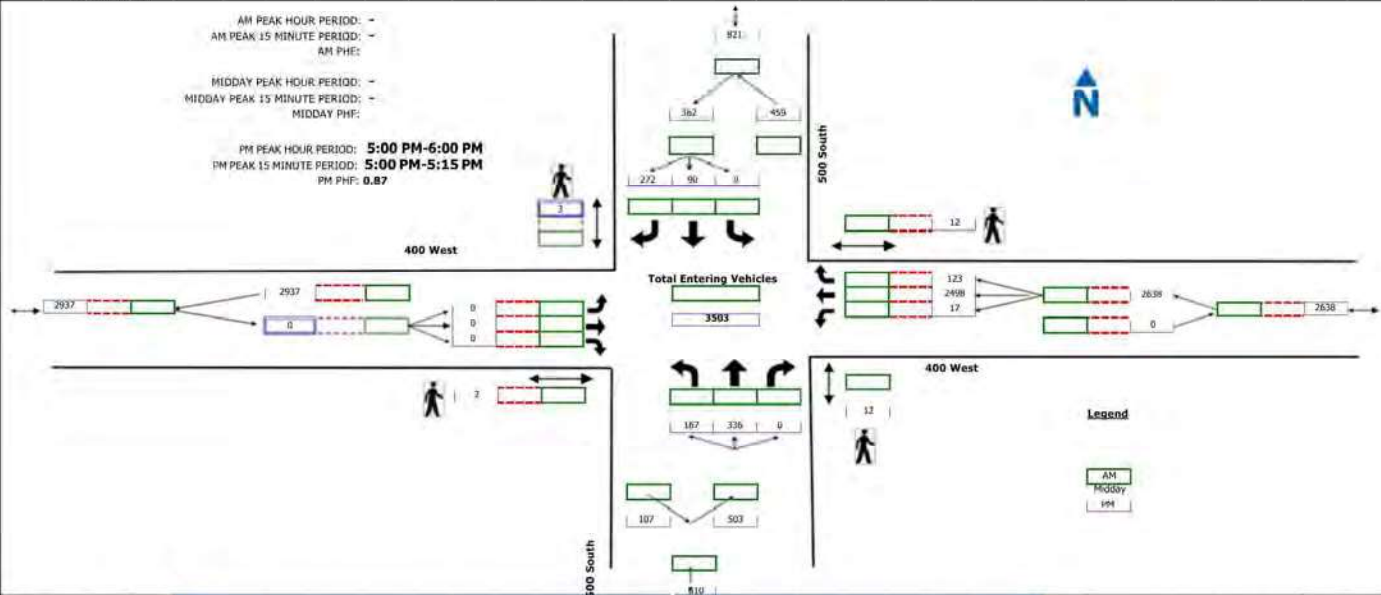 AM PEAK HOUR PERIOD: -
AM PEAK 15 MINUTE PERIOD: -
AM PHF:
MIDDAY PEAK HOUR PERIOD: -
MIDDAY PEAK 15 MINUTE PERIOD: -
MIDDAY PHF:
PM PEAK HOUR PERIOD: 5:00 PM-6:00 PM
PM PEAK 15 MINUTE PERIOD: 5:00 PM-5:15 PM
PM PHF: 0.87
821
N
362 459
500 South
272 90 0
2
12
400 West
Total Entering Vehicles
3503
2937
2937
0
0
0
0
123
2498
17
2638
0
2638
400 West
2
167 336 0
12
Legend
AM
Midday
PM
107 503
500 South
610